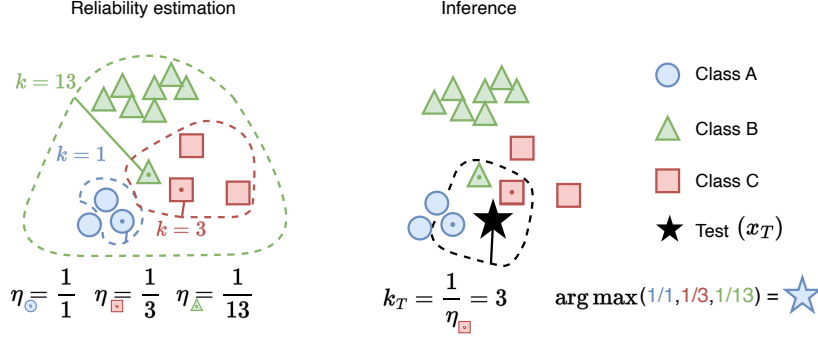 Reliability estimation
Inference
k = 13
k = 1
k = 3
Class A
Class B
Class C
Test (x_T)
η = 1/1 η = 1/3 η = 1/13
k_T = 1/η = 3
arg max(1/1,1/3,1/13) =